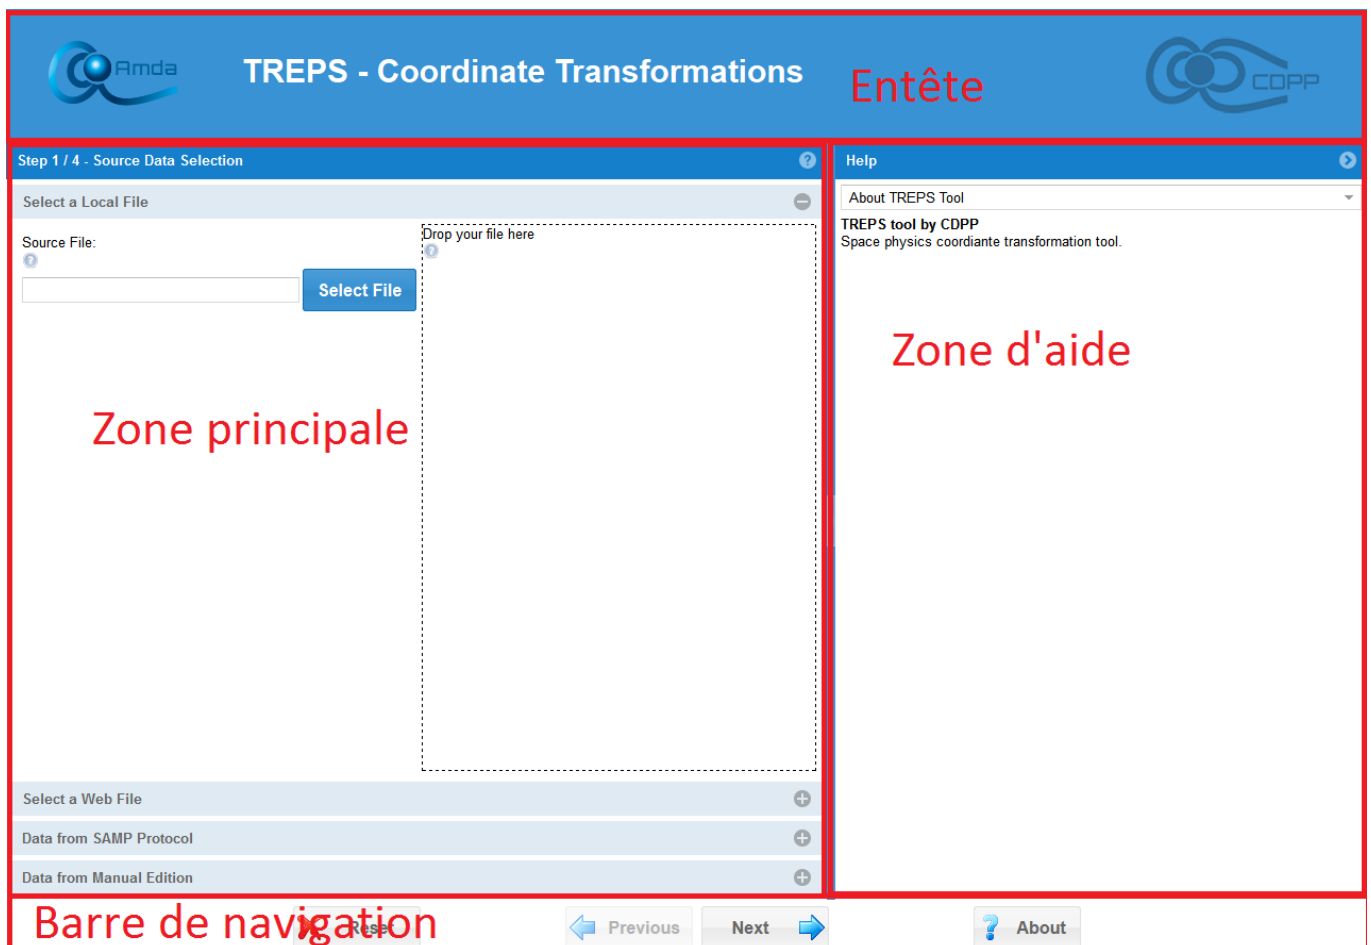 Amda
TREPS - Coordinate Transformations
Entête
CDPP
Step 1 / 4 - Source Data Selection
Help
Select a Local File
About TREPS Tool
TREPS tool by CDPP
Space physics coordiante transformation tool.
Source File:
Drop your file here
Select File
Zone d'aide
Zone principale
Select a Web File
Data from SAMP Protocol
Data from Manual Edition
Barre de navigation
Reset
Previous
Next
About